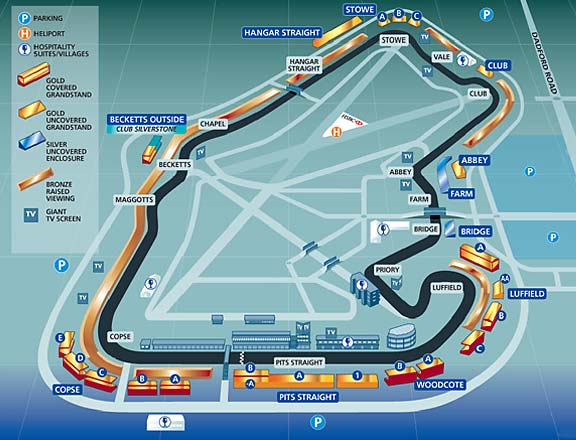 P PARKING
H HELIPORT
HOSPITALITY
SUITES/VILLAGES
GOLD
COVERED
GRANDSTAND
GOLD
UNCOVERED
GRANDSTAND
SILVER
UNCOVERED
ENCLOSURE
BRONZE
RAISED
VIEWING
TV GIANT
TV SCREEN
STOWE
A B C
P
HANGAR STRAIGHT
STOWE
TV
VALE
DADFORD ROAD
HANGAR
STRAIGHT
CLUB
CLUB
BECKETTS OUTSIDE
CLUB SILVERSTONE
CHAPEL
HSBC
H
TV
BECKETTS
TV
ABBEY
ABBEY
P
TV
FARM
MAGGOTTS
FARM
BRIDGE
BRIDGE
P
A
P
TV
PRIORY
AA
LUFFIELD
LUFFIELD
TV
B
E
COPSE
TV
TV
C
D
PITS STRAIGHT
C
B
A
B
A
B
A
1
B
A
COPSE
A
WOODCOTE
PITS STRAIGHT
P